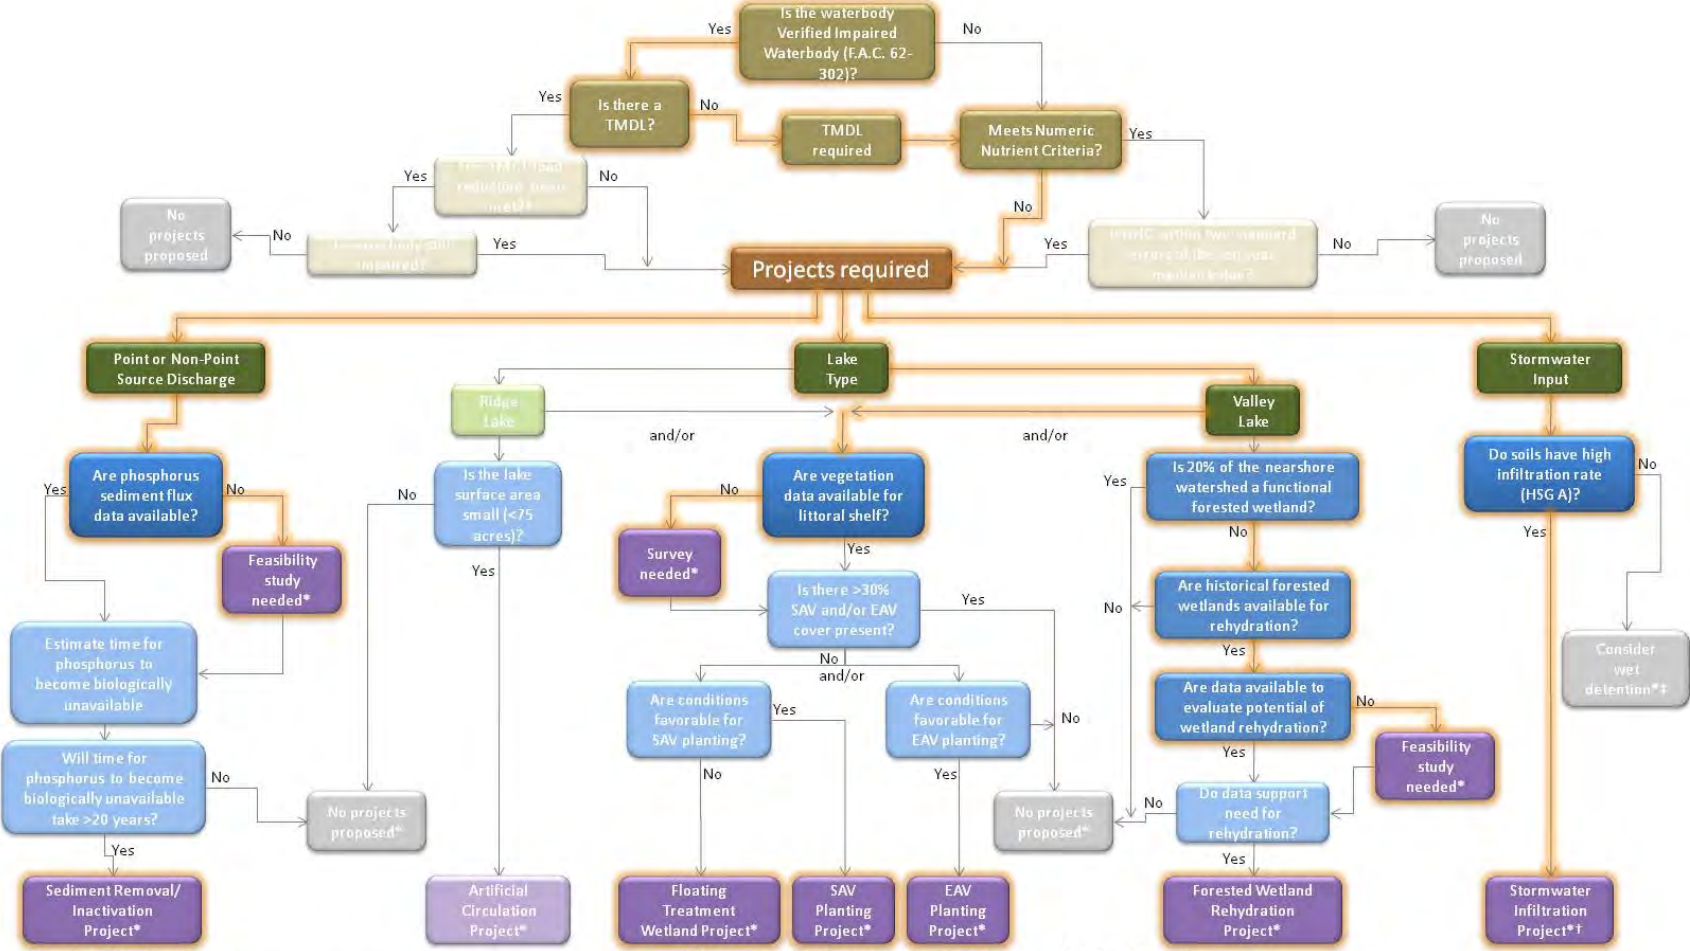 Is the waterbody
Verified Impaired
Waterbody (F.A.C. 62-
302)?
Yes
No
Is there a
TMDL?
Yes
No
TMDL
required
Meets Numeric
Nutrient Criteria?
Yes
No
Yes
No
No
projects
proposed
No
Yes
Projects required
Yes
No
No
projects
proposed
Point or Non-Point
Source Discharge
Lake
Type
Stormwater
Input
Ridge
Lake
Valley
Lake
and/or
and/or
Are phosphorus
sediment flux
data available?
Yes
No
Feasibility
study
needed*
Estimate time for
phosphorus to
become biologically
unavailable
Will time for
phosphorus to become
biologically unavailable
take >20 years?
No
Yes
Sediment Removal/
Inactivation
Project*
Is the lake
surface area
small (<75
acres)?
No
Yes
No projects
proposed*
Artificial
Circulation
Project*
Are vegetation
data available for
littoral shelf?
No
Yes
Survey
needed*
Is there >30%
SAV and/or EAV
cover present?
Yes
No
and/or
Are conditions
favorable for
SAV planting?
Yes
No
Are conditions
favorable for
EAV planting?
No
Yes
Floating
Treatment
Wetland Project*
SAV
Planting
Project*
EAV
Planting
Project*
No projects
proposed*
Is 20% of the nearshore
watershed a functional
forested wetland?
Yes
No
Are historical forested
wetlands available for
rehydration?
No
Yes
Are data available to
evaluate potential of
wetland rehydration?
No
Yes
Feasibility
study
needed*
Do data support
need for
rehydration?
No
Yes
Forested Wetland
Rehydration
Project*
Do soils have high
infiltration rate
(HSG A)?
No
Yes
Consider
wet
detention*‡
Stormwater
Infiltration
Project*†